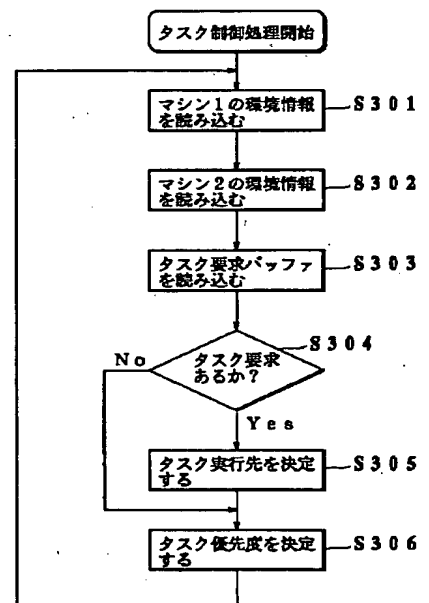 タスク制御処理開始
マシン1の環境情報
を読み込む
S301
マシン2の環境情報
を読み込む
S302
タスク要求バッファ
を読み込む
S303
S304
タスク要求
あるか？
No
Yes
タスク実行先を決定
する
S305
タスク優先度を決定
する
S306